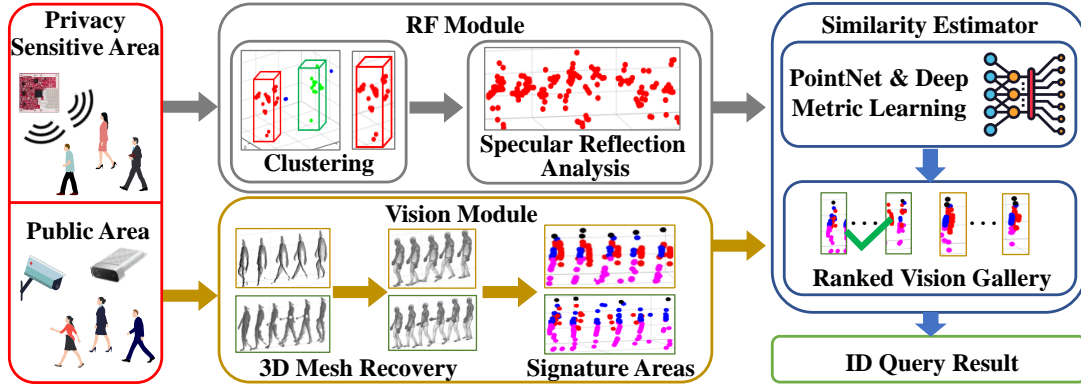 Privacy
Sensitive Area
Public Area
RF Module
Clustering
Specular Reflection
Analysis
Vision Module
3D Mesh Recovery
Signature Areas
Similarity Estimator
PointNet & Deep
Metric Learning
Ranked Vision Gallery
ID Query Result